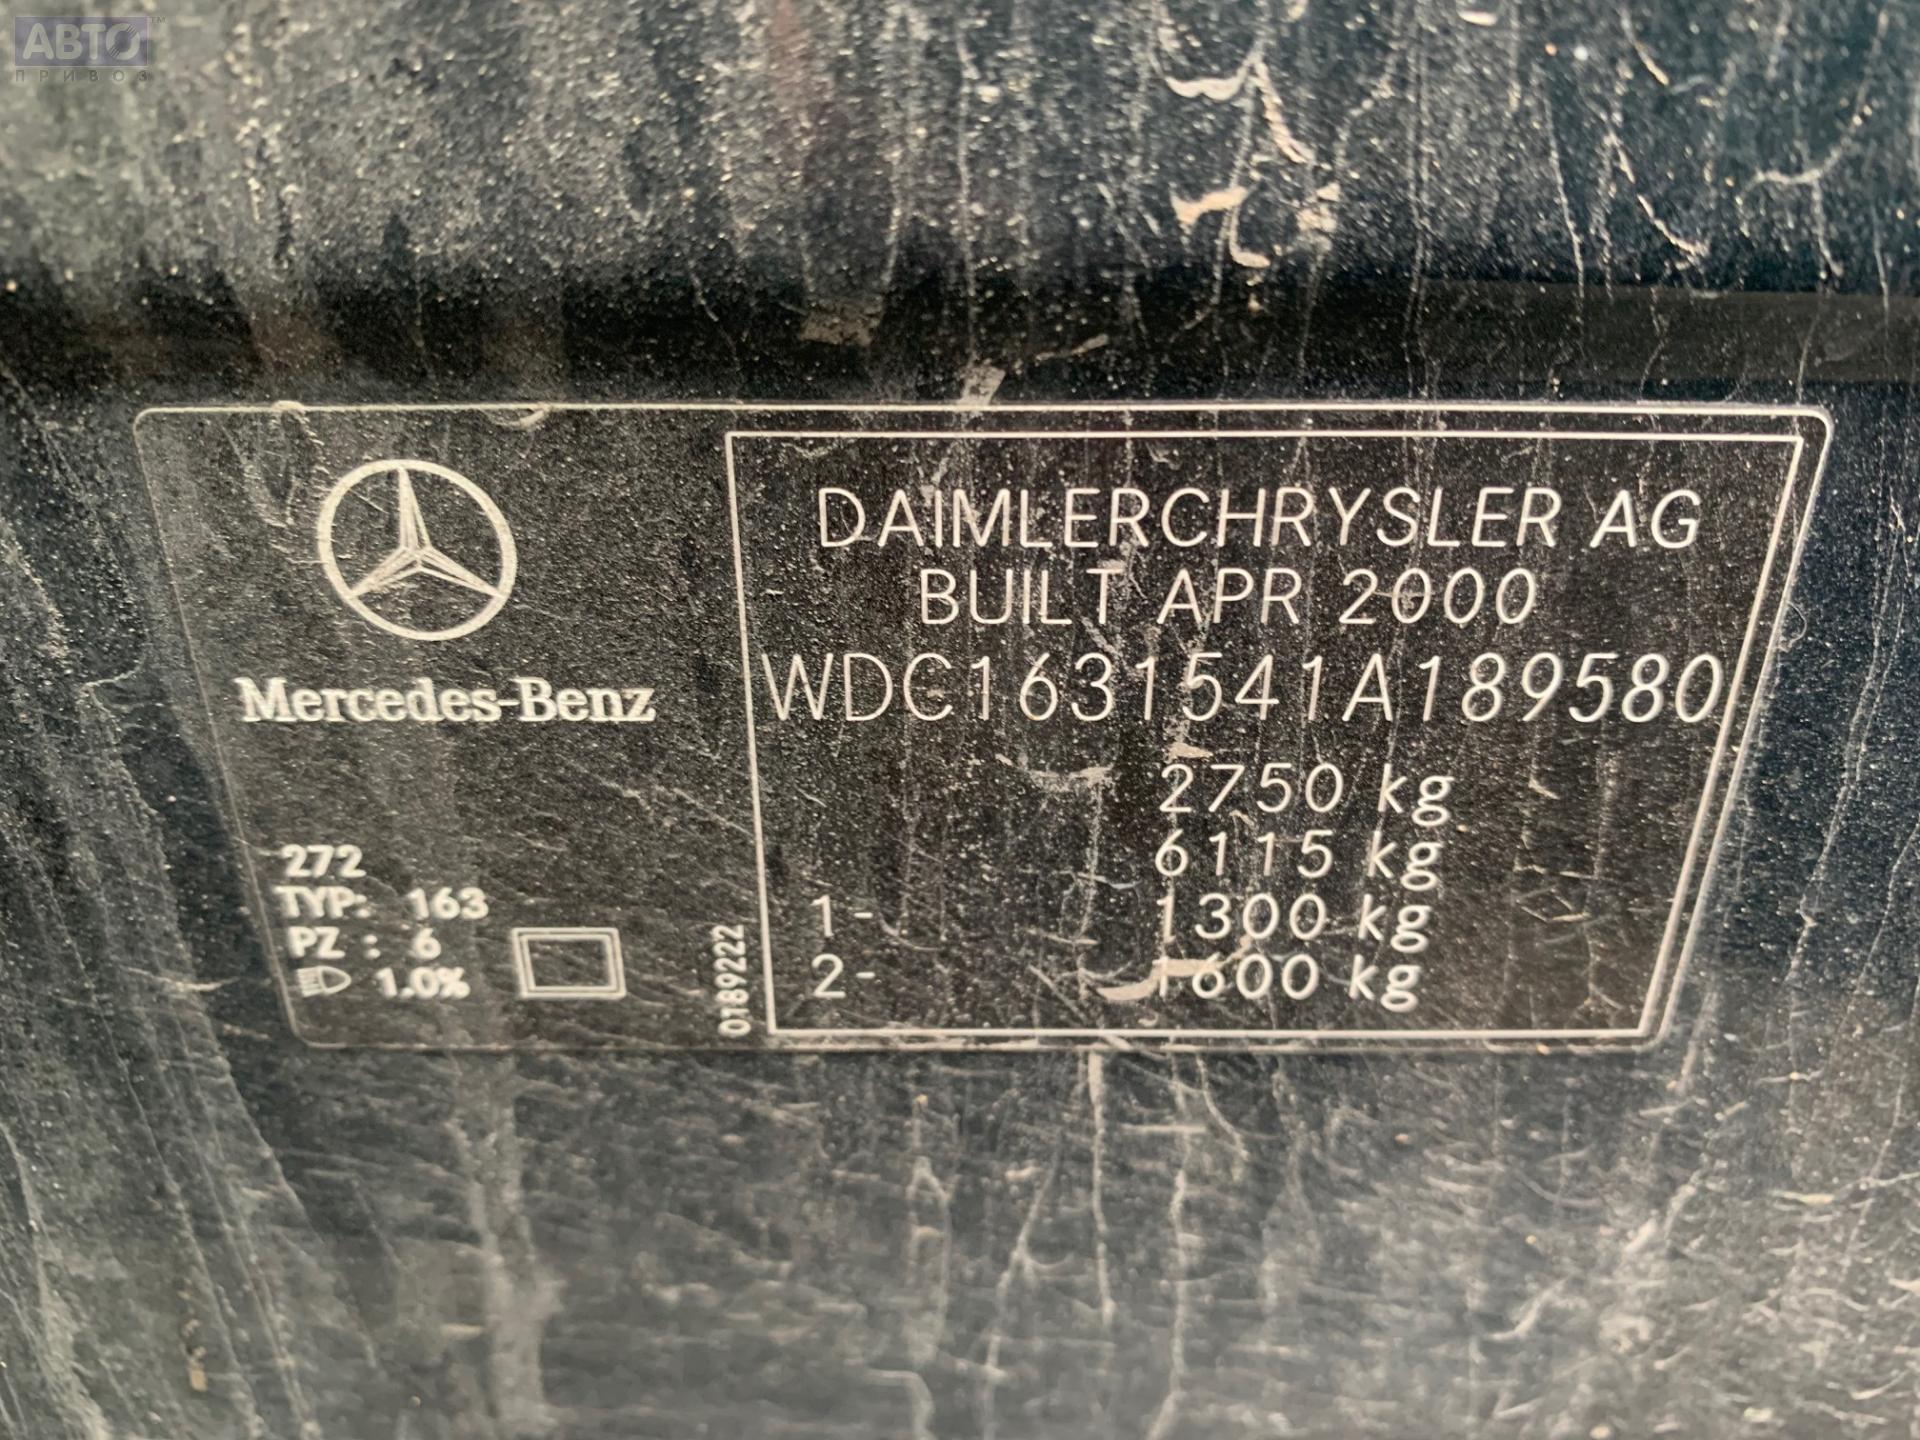 АВТО™
ПРИВОЗ
Mercedes-Benz
272
TYP: 163
PZ : 6
1.0%
0189222
DAIMLERCHRYSLER AG
BUILT APR 2000
WDC1631541A189580
2750 kg
6115 kg
1- 1300 kg
2- 1600 kg